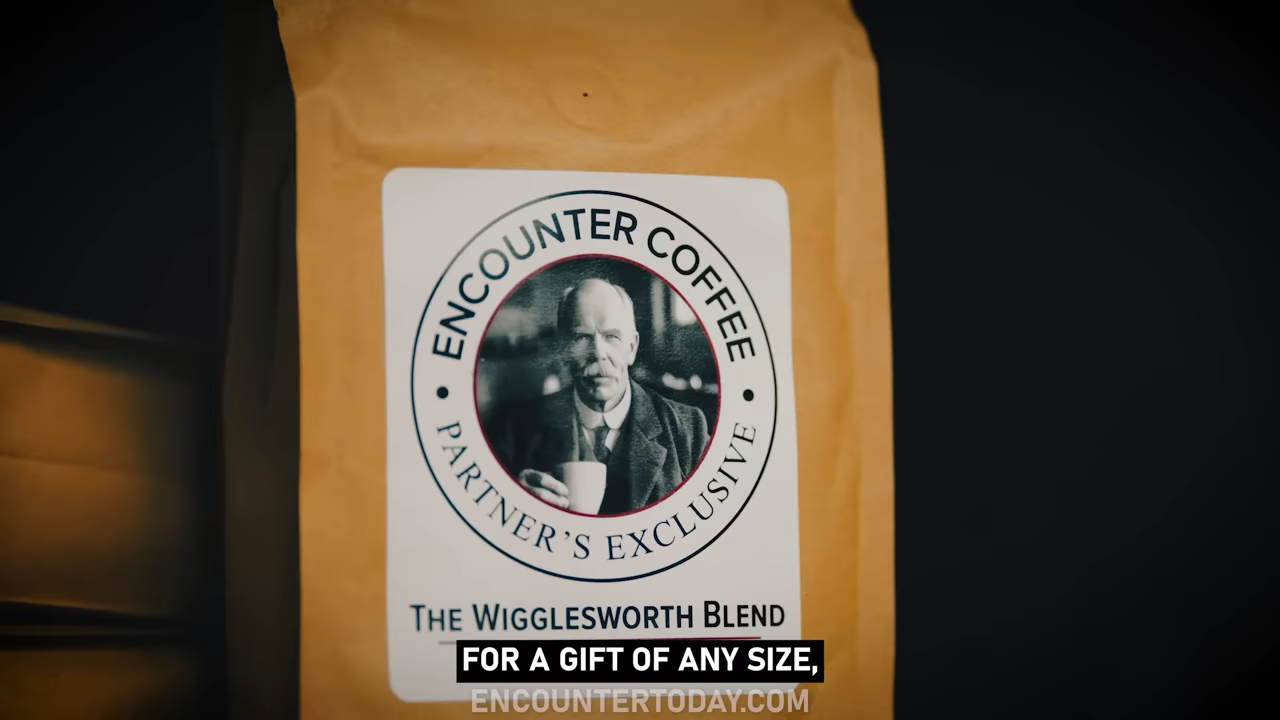 ENCOUNTER COFFEE
PARTNER'S EXCLUSIVE
THE WIGGLESWORTH BLEND
FOR A GIFT OF ANY SIZE,
ENCOUNTERTODAY.COM